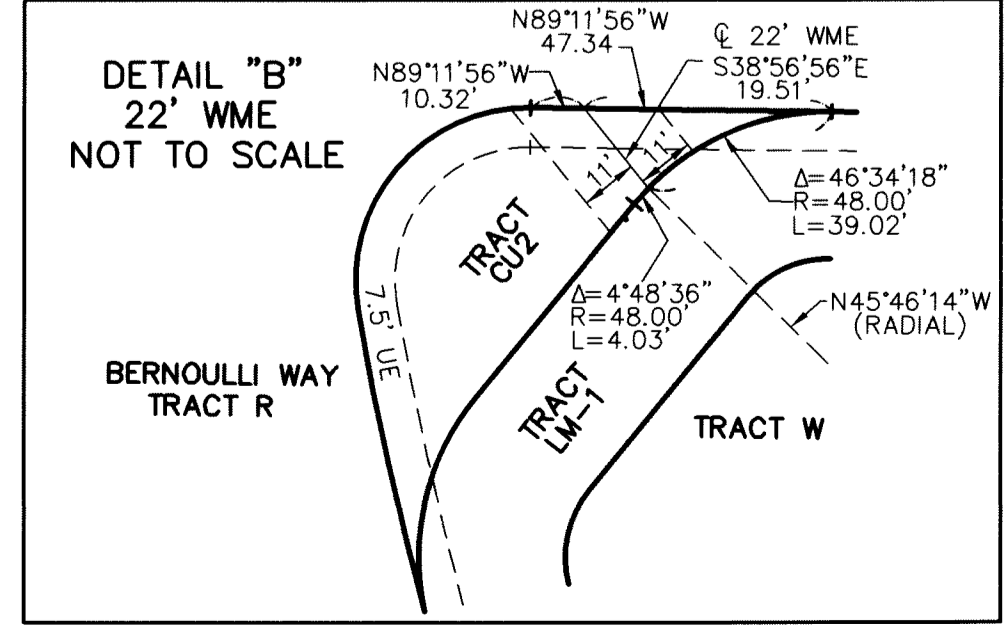 DETAIL "B"
22' WME
NOT TO SCALE
N89°11'56"W
47.34
N89°11'56"W
10.32'
℄ 22' WME
S38°56'56"E
19.51'
11'
11'
Δ=46°34'18"
R=48.00'
L=39.02'
TRACT
CU2
Δ=4°48'36"
R=48.00'
L=4.03'
N45°46'14"W
(RADIAL)
7.5' UE
BERNOULLI WAY
TRACT R
TRACT
LM-1
TRACT W